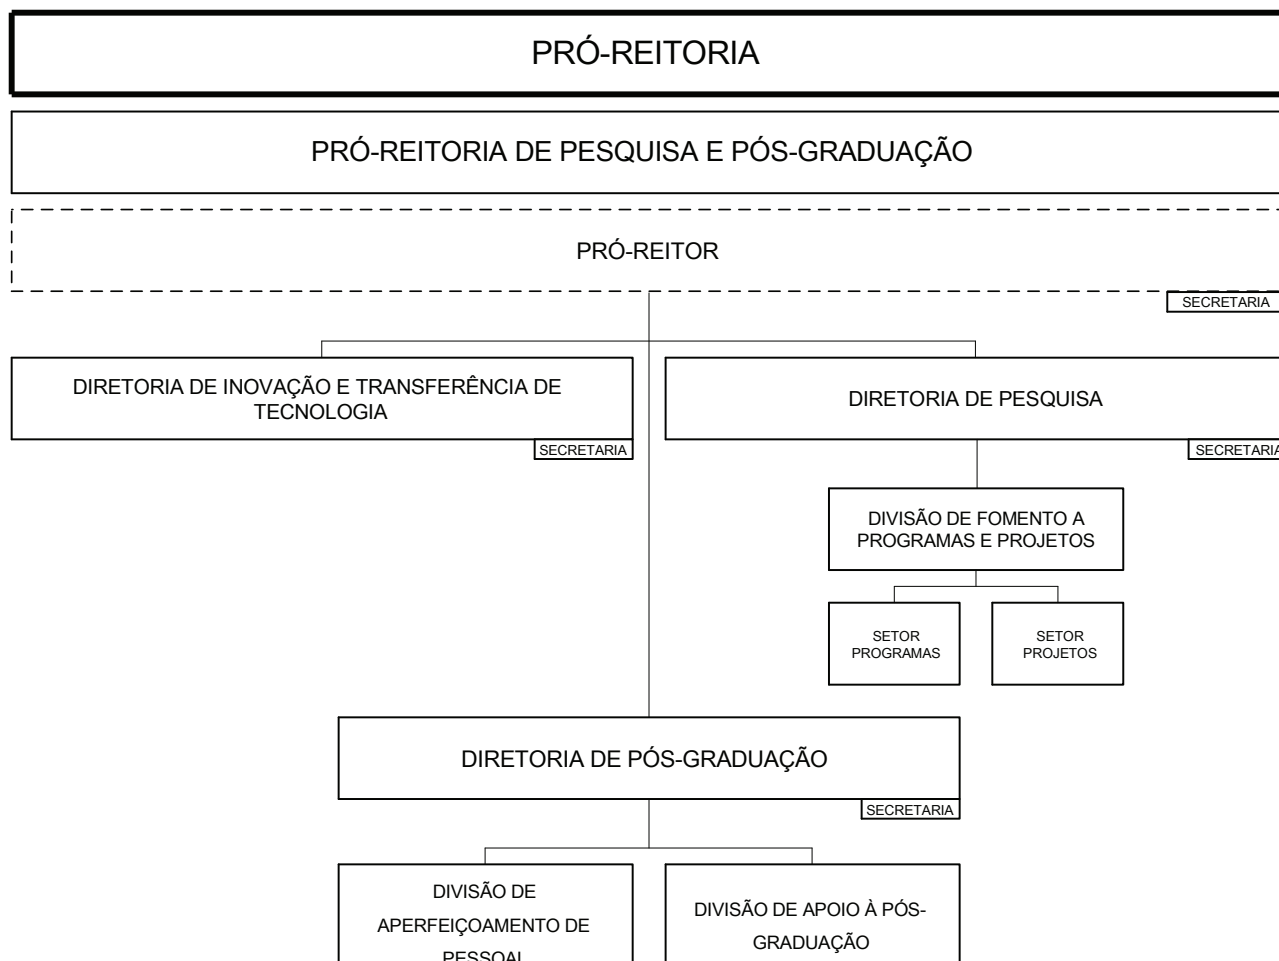 PRÓ-REITORIA
PRÓ-REITORIA DE PESQUISA E PÓS-GRADUAÇÃO
PRÓ-REITOR
SECRETARIA
DIRETORIA DE INOVAÇÃO E TRANSFERÊNCIA DE
TECNOLOGIA
SECRETARIA
DIRETORIA DE PESQUISA
SECRETARIA
DIVISÃO DE FOMENTO A
PROGRAMAS E PROJETOS
SETOR
PROGRAMAS
SETOR
PROJETOS
DIRETORIA DE PÓS-GRADUAÇÃO
SECRETARIA
DIVISÃO DE
APERFEIÇOAMENTO DE
PESSOAL
DIVISÃO DE APOIO À PÓS-
GRADUAÇÃO